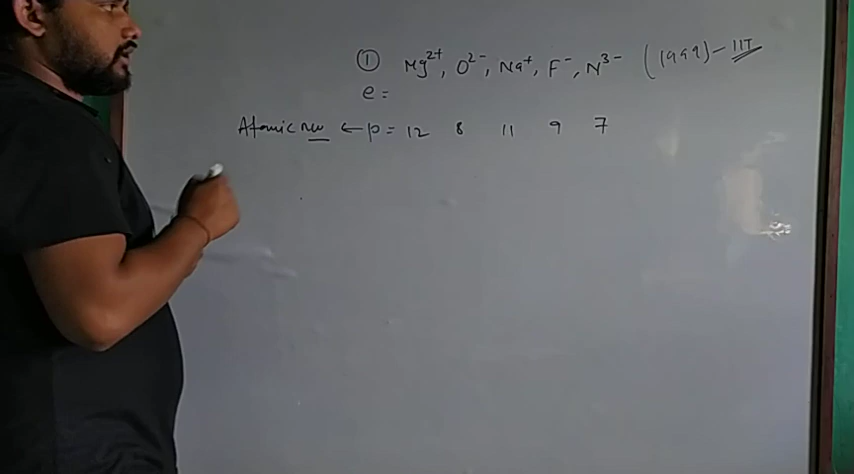 ① Mg²⁺, O²⁻, Na⁺, F⁻, N³⁻ (1999) - IIT
e =
Atomic no ← p = 12 8 11 9 7